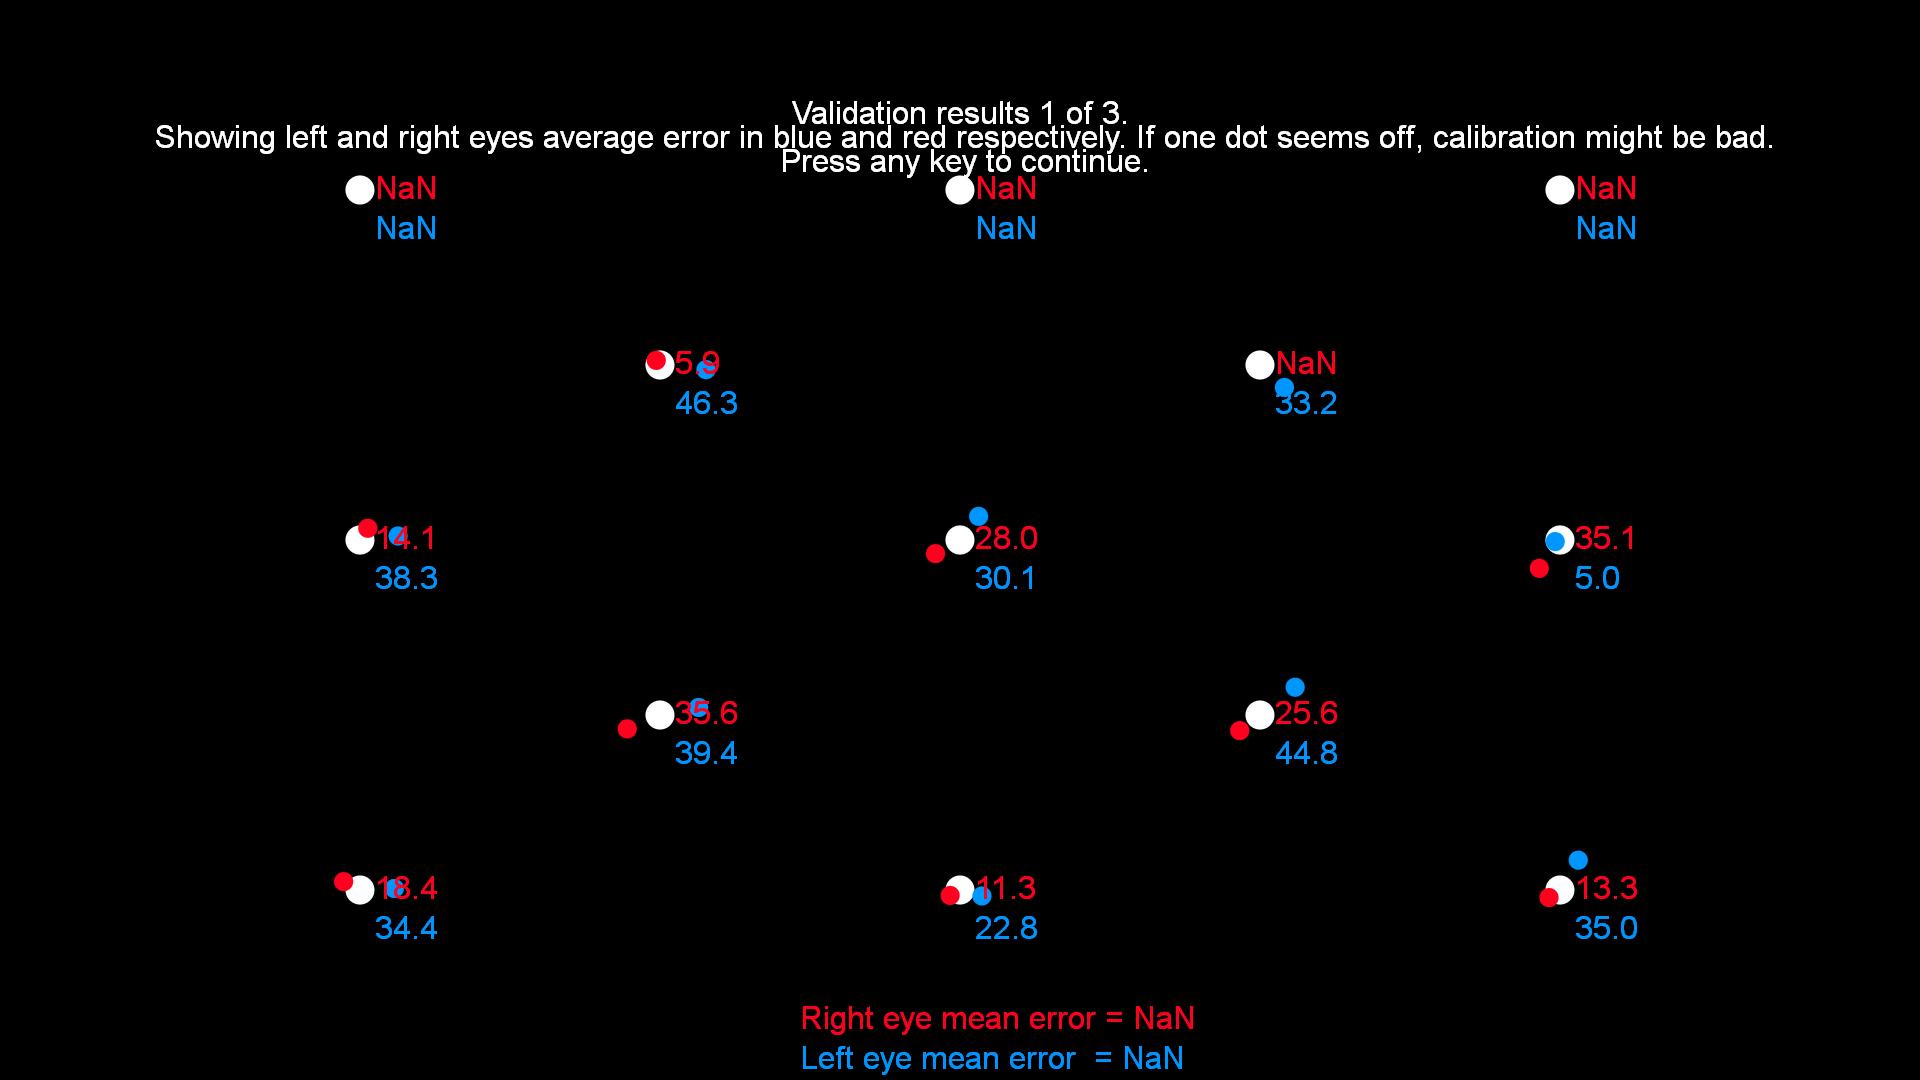 Validation results 1 of 3.
Showing left and right eyes average error in blue and red respectively. If one dot seems off, calibration might be bad.
Press any key to continue.
NaN NaN NaN
NaN NaN NaN
5.9 NaN
46.3 33.2
14.1 28.0 35.1
38.3 30.1 5.0
35.6 25.6
39.4 44.8
18.4 11.3 13.3
34.4 22.8 35.0
Right eye mean error = NaN
Left eye mean error = NaN